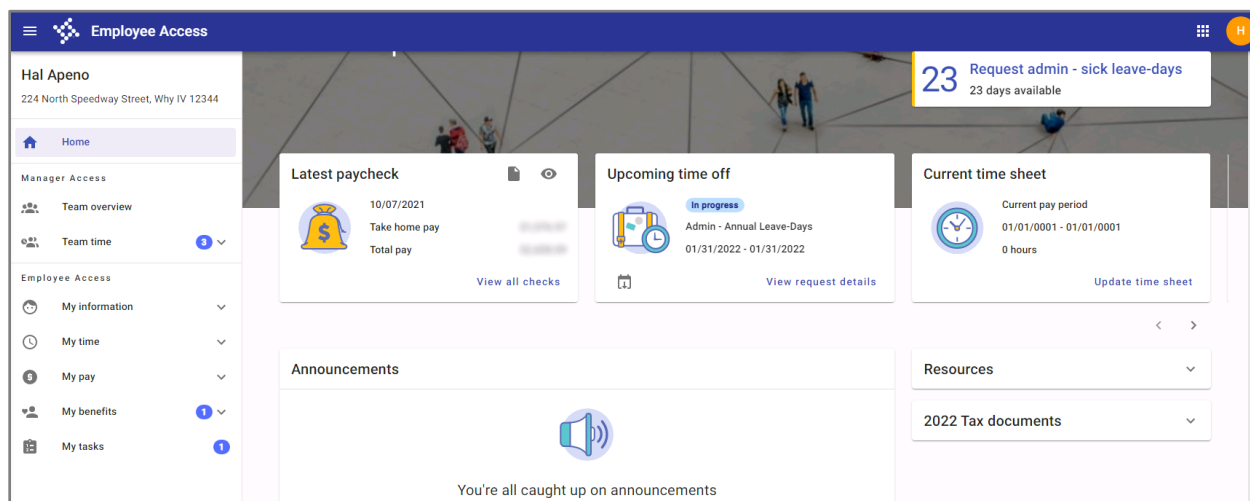 Employee Access
H
Hal Apeno
224 North Speedway Street, Why IV 12344
Home
Manager Access
Team overview
Team time 3
Employee Access
My information
My time
My pay
My benefits 1
My tasks 1
23 Request admin - sick leave-days
23 days available
Latest paycheck
10/07/2021
Take home pay
Total pay
View all checks
Upcoming time off
In progress
Admin - Annual Leave-Days
01/31/2022 - 01/31/2022
View request details
Current time sheet
Current pay period
01/01/0001 - 01/01/0001
0 hours
Update time sheet
Announcements
You're all caught up on announcements
Resources
2022 Tax documents